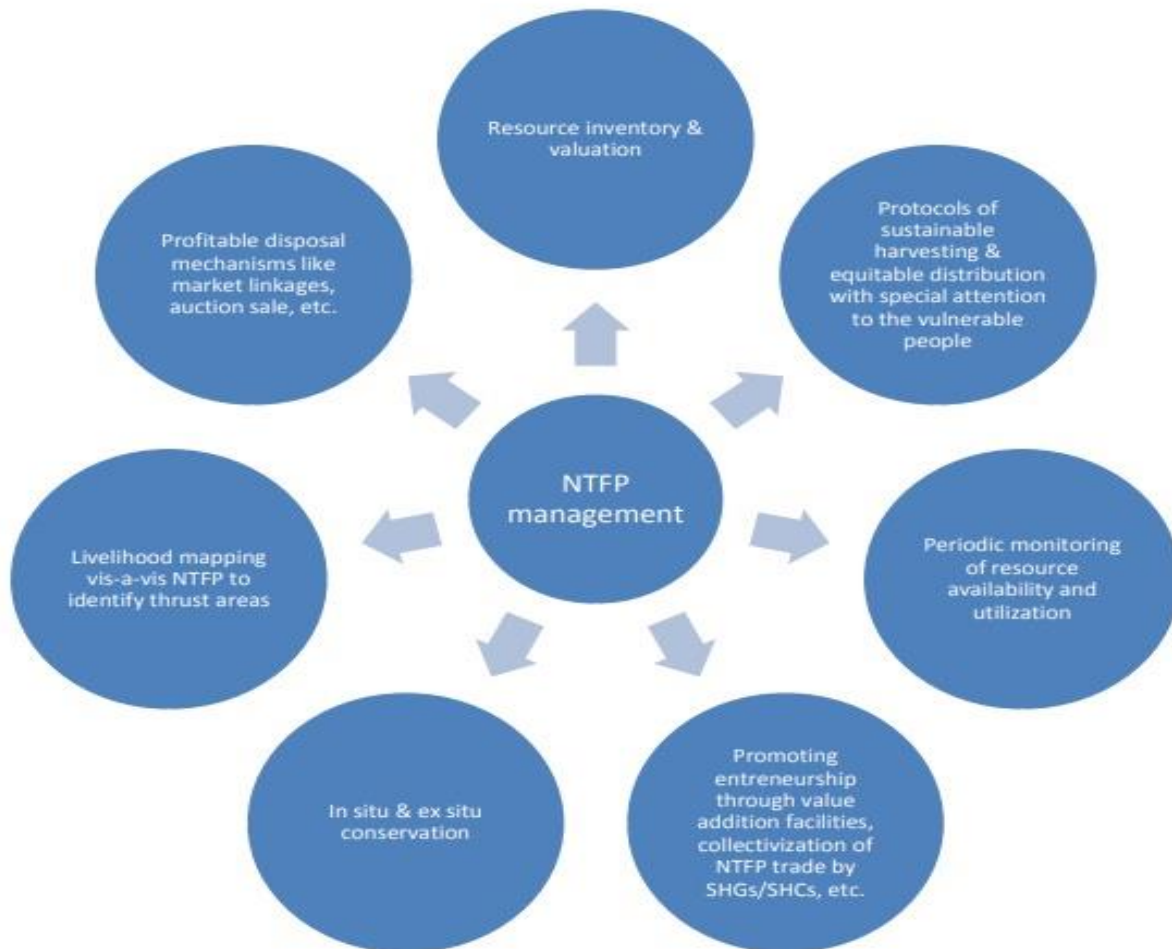 Resource inventory &
valuation
Protocols of
sustainable
harvesting &
equitable distribution
with special attention
to the vulnerable
people
Periodic monitoring
of resource
availability and
utilization
Promoting
entreneurship
through value
addition facilities,
collectivization of
NTFP trade by
SHGs/SHCs, etc.
In situ & ex situ
conservation
Livelihood mapping
vis-a-vis NTFP to
identify thrust areas
Profitable disposal
mechanisms like
market linkages,
auction sale, etc.
NTFP
management